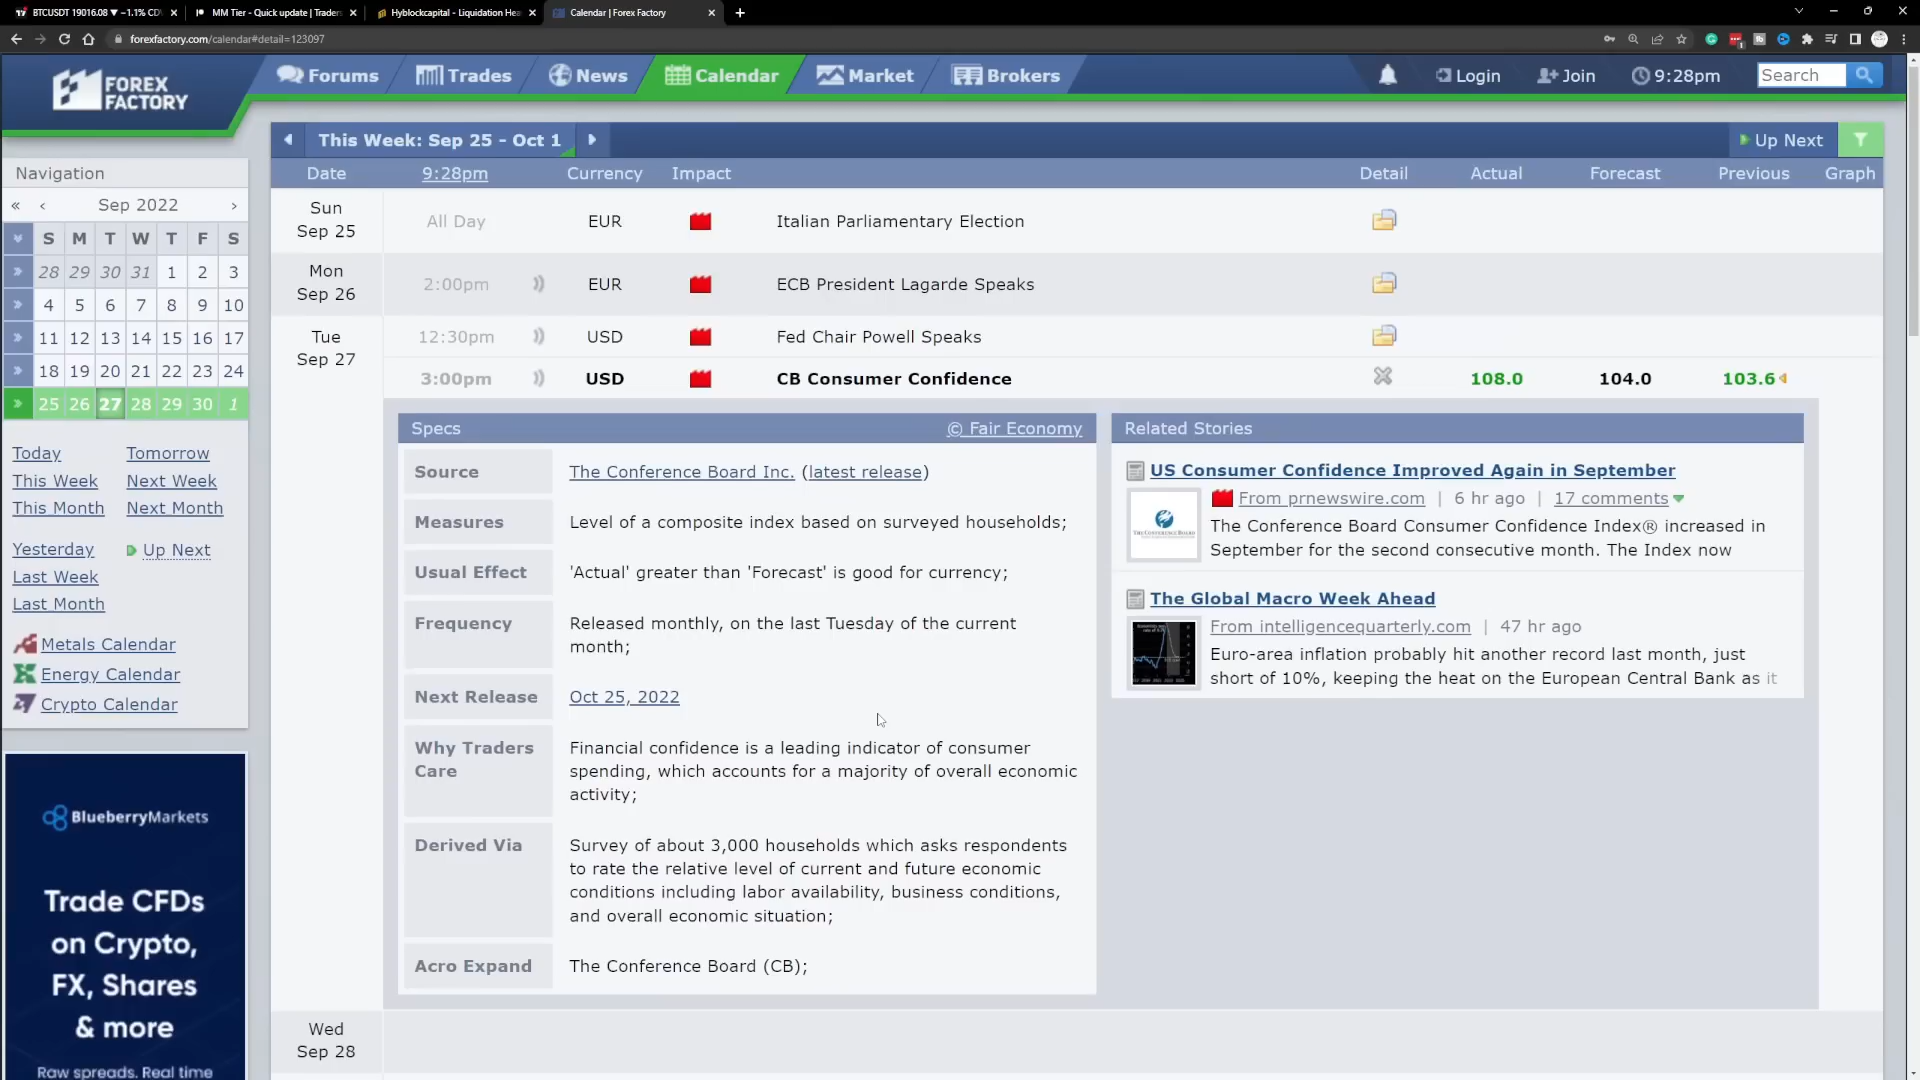 BTCUSDT 19016.08 ▼ −1.1% CD
MM Tier - Quick update | Trader
Hyblockcapital - Liquidation Hea
Calendar | Forex Factory
forexfactory.com/calendar#detail=123097
FOREX FACTORY
Forums
Trades
News
Calendar
Market
Brokers
Login
Join
9:28pm
Search
Navigation
« ‹ Sep 2022 ›
S M T W T F S
28 29 30 31 1 2 3
4 5 6 7 8 9 10
11 12 13 14 15 16 17
18 19 20 21 22 23 24
25 26 27 28 29 30 1
Today Tomorrow
This Week Next Week
This Month Next Month
Yesterday Up Next
Last Week
Last Month
Metals Calendar
Energy Calendar
Crypto Calendar
BlueberryMarkets
Trade CFDs
on Crypto,
FX, Shares
& more
Raw spreads. Real time
This Week: Sep 25 - Oct 1
Up Next
Date 9:28pm Currency Impact Detail Actual Forecast Previous Graph
Sun
Sep 25
All Day EUR Italian Parliamentary Election
Mon
Sep 26
2:00pm EUR ECB President Lagarde Speaks
Tue
Sep 27
12:30pm USD Fed Chair Powell Speaks
3:00pm USD CB Consumer Confidence 108.0 104.0 103.6
Specs © Fair Economy
Source The Conference Board Inc. (latest release)
Measures Level of a composite index based on surveyed households;
Usual Effect 'Actual' greater than 'Forecast' is good for currency;
Frequency Released monthly, on the last Tuesday of the current
month;
Next Release Oct 25, 2022
Why Traders Care Financial confidence is a leading indicator of consumer
spending, which accounts for a majority of overall economic
activity;
Derived Via Survey of about 3,000 households which asks respondents
to rate the relative level of current and future economic
conditions including labor availability, business conditions,
and overall economic situation;
Acro Expand The Conference Board (CB);
Related Stories
US Consumer Confidence Improved Again in September
From prnewswire.com | 6 hr ago | 17 comments
The Conference Board Consumer Confidence Index® increased in
September for the second consecutive month. The Index now
The Global Macro Week Ahead
From intelligencequarterly.com | 47 hr ago
Euro-area inflation probably hit another record last month, just
short of 10%, keeping the heat on the European Central Bank as it
Wed
Sep 28